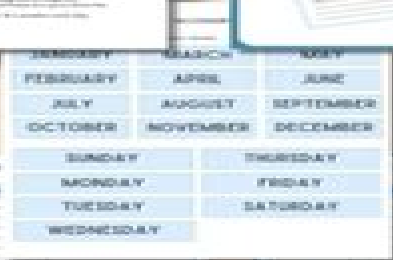 JANUARY MARCH MAY
FEBRUARY APRIL JUNE
JULY AUGUST SEPTEMBER
OCTOBER NOVEMBER DECEMBER
SUNDAY THURSDAY
MONDAY FRIDAY
TUESDAY SATURDAY
WEDNESDAY